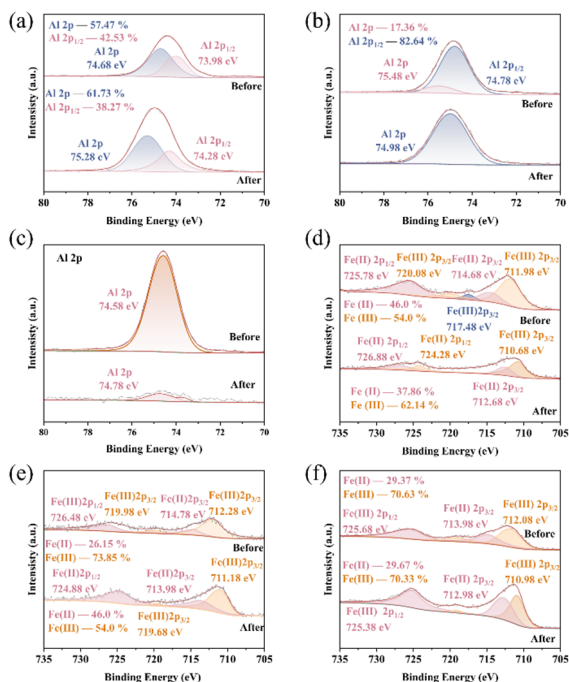 (a)
Al 2p — 57.47 %
Al 2p1/2 — 42.53 %
Al 2p
74.68 eV
Al 2p1/2
73.98 eV
Before
Al 2p — 61.73 %
Al 2p1/2 — 38.27 %
Al 2p
75.28 eV
Al 2p1/2
74.28 eV
After
Intensisty (a.u.)
80 78 76 74 72 70
Binding Energy (eV)
(b)
Al 2p — 17.36 %
Al 2p1/2 — 82.64 %
Al 2p
75.48 eV
Al 2p1/2
74.78 eV
Before
Al 2p
74.98 eV
After
Intensisty (a.u.)
80 78 76 74 72 70
Binding Energy (eV)
(c)
Al 2p
Al 2p
74.58 eV
Before
Al 2p
74.78 eV
After
Intensisty (a.u.)
80 78 76 74 72 70
Binding Energy (eV)
(d)
Fe(II) 2p1/2
725.78 eV
Fe(III) 2p3/2
720.08 eV
Fe(II) 2p3/2
714.68 eV
Fe(III) 2p3/2
711.98 eV
Fe (II) — 46.0 %
Fe (III) — 54.0 %
Fe(III)2p3/2
717.48 eV
Before
Fe(II) 2p1/2
726.88 eV
Fe(II) 2p1/2
724.28 eV
Fe(III) 2p3/2
710.68 eV
Fe (II) — 37.86 %
Fe (III) — 62.14 %
Fe(II) 2p3/2
712.68 eV
After
Intensisty (a.u.)
735 730 725 720 715 710 705
Binding Energy (eV)
(e)
Fe(III)2p1/2
726.48 eV
Fe(III)2p3/2
719.98 eV
Fe(II)2p3/2
714.78 eV
Fe(III)2p3/2
712.28 eV
Before
Fe(II) — 26.15 %
Fe(III) — 73.85 %
Fe(II)2p1/2
724.88 eV
Fe(II)2p3/2
713.98 eV
Fe(III)2p3/2
711.18 eV
Fe(II) — 46.0 %
Fe(III) — 54.0 %
Fe(III)2p3/2
719.68 eV
After
Intensisty (a.u.)
735 730 725 720 715 710 705
Binding Energy (eV)
(f)
Fe(II) — 29.37 %
Fe(III) — 70.63 %
Fe(III) 2p1/2
725.68 eV
Fe(II) 2p3/2
713.98 eV
Fe(III) 2p3/2
712.08 eV
Before
Fe(II) — 29.67 %
Fe(III) — 70.33 %
Fe(II) 2p3/2
712.98 eV
Fe(III) 2p3/2
710.98 eV
Fe(III) 2p1/2
725.38 eV
After
Intensisty (a.u.)
735 730 725 720 715 710 705
Binding Energy (eV)